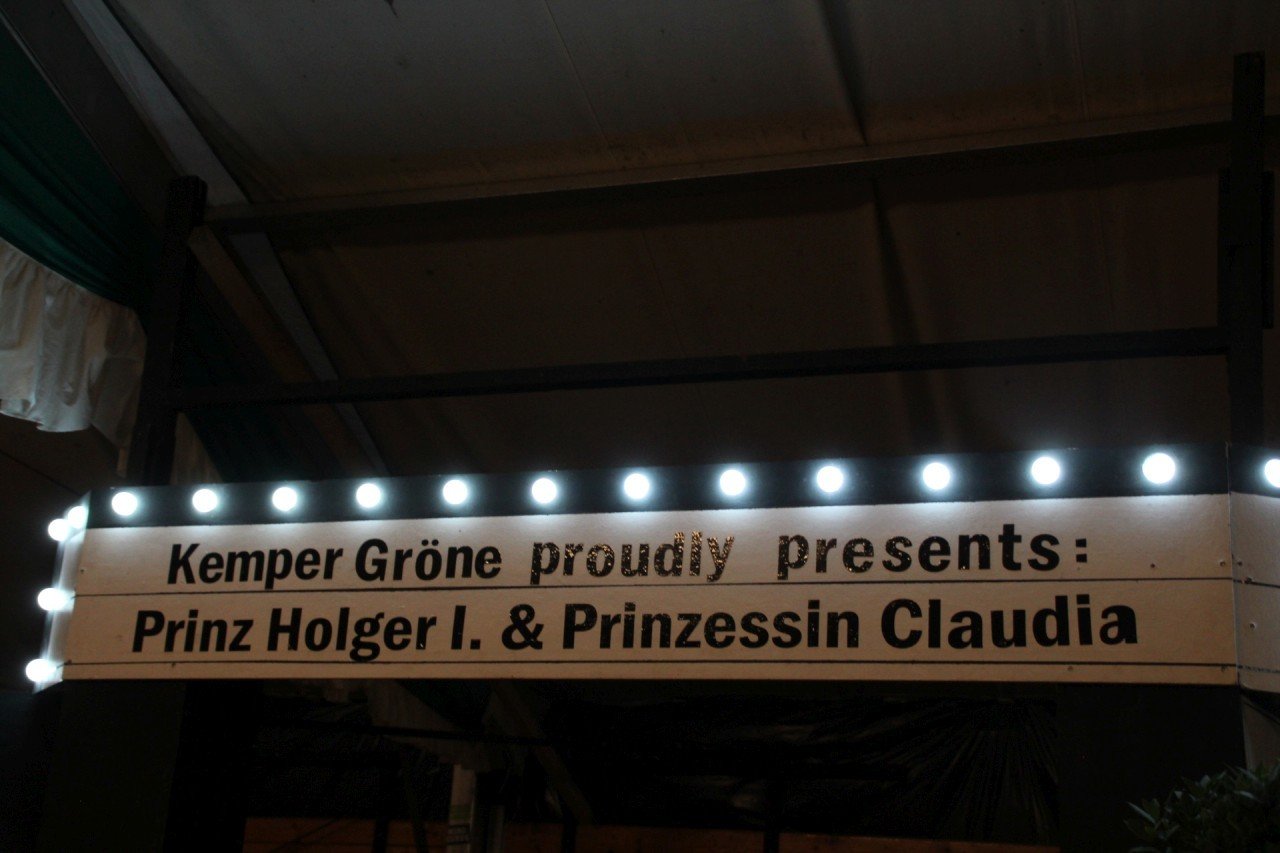 Kemper Gröne proudly presents:
Prinz Holger I. & Prinzessin Claudia